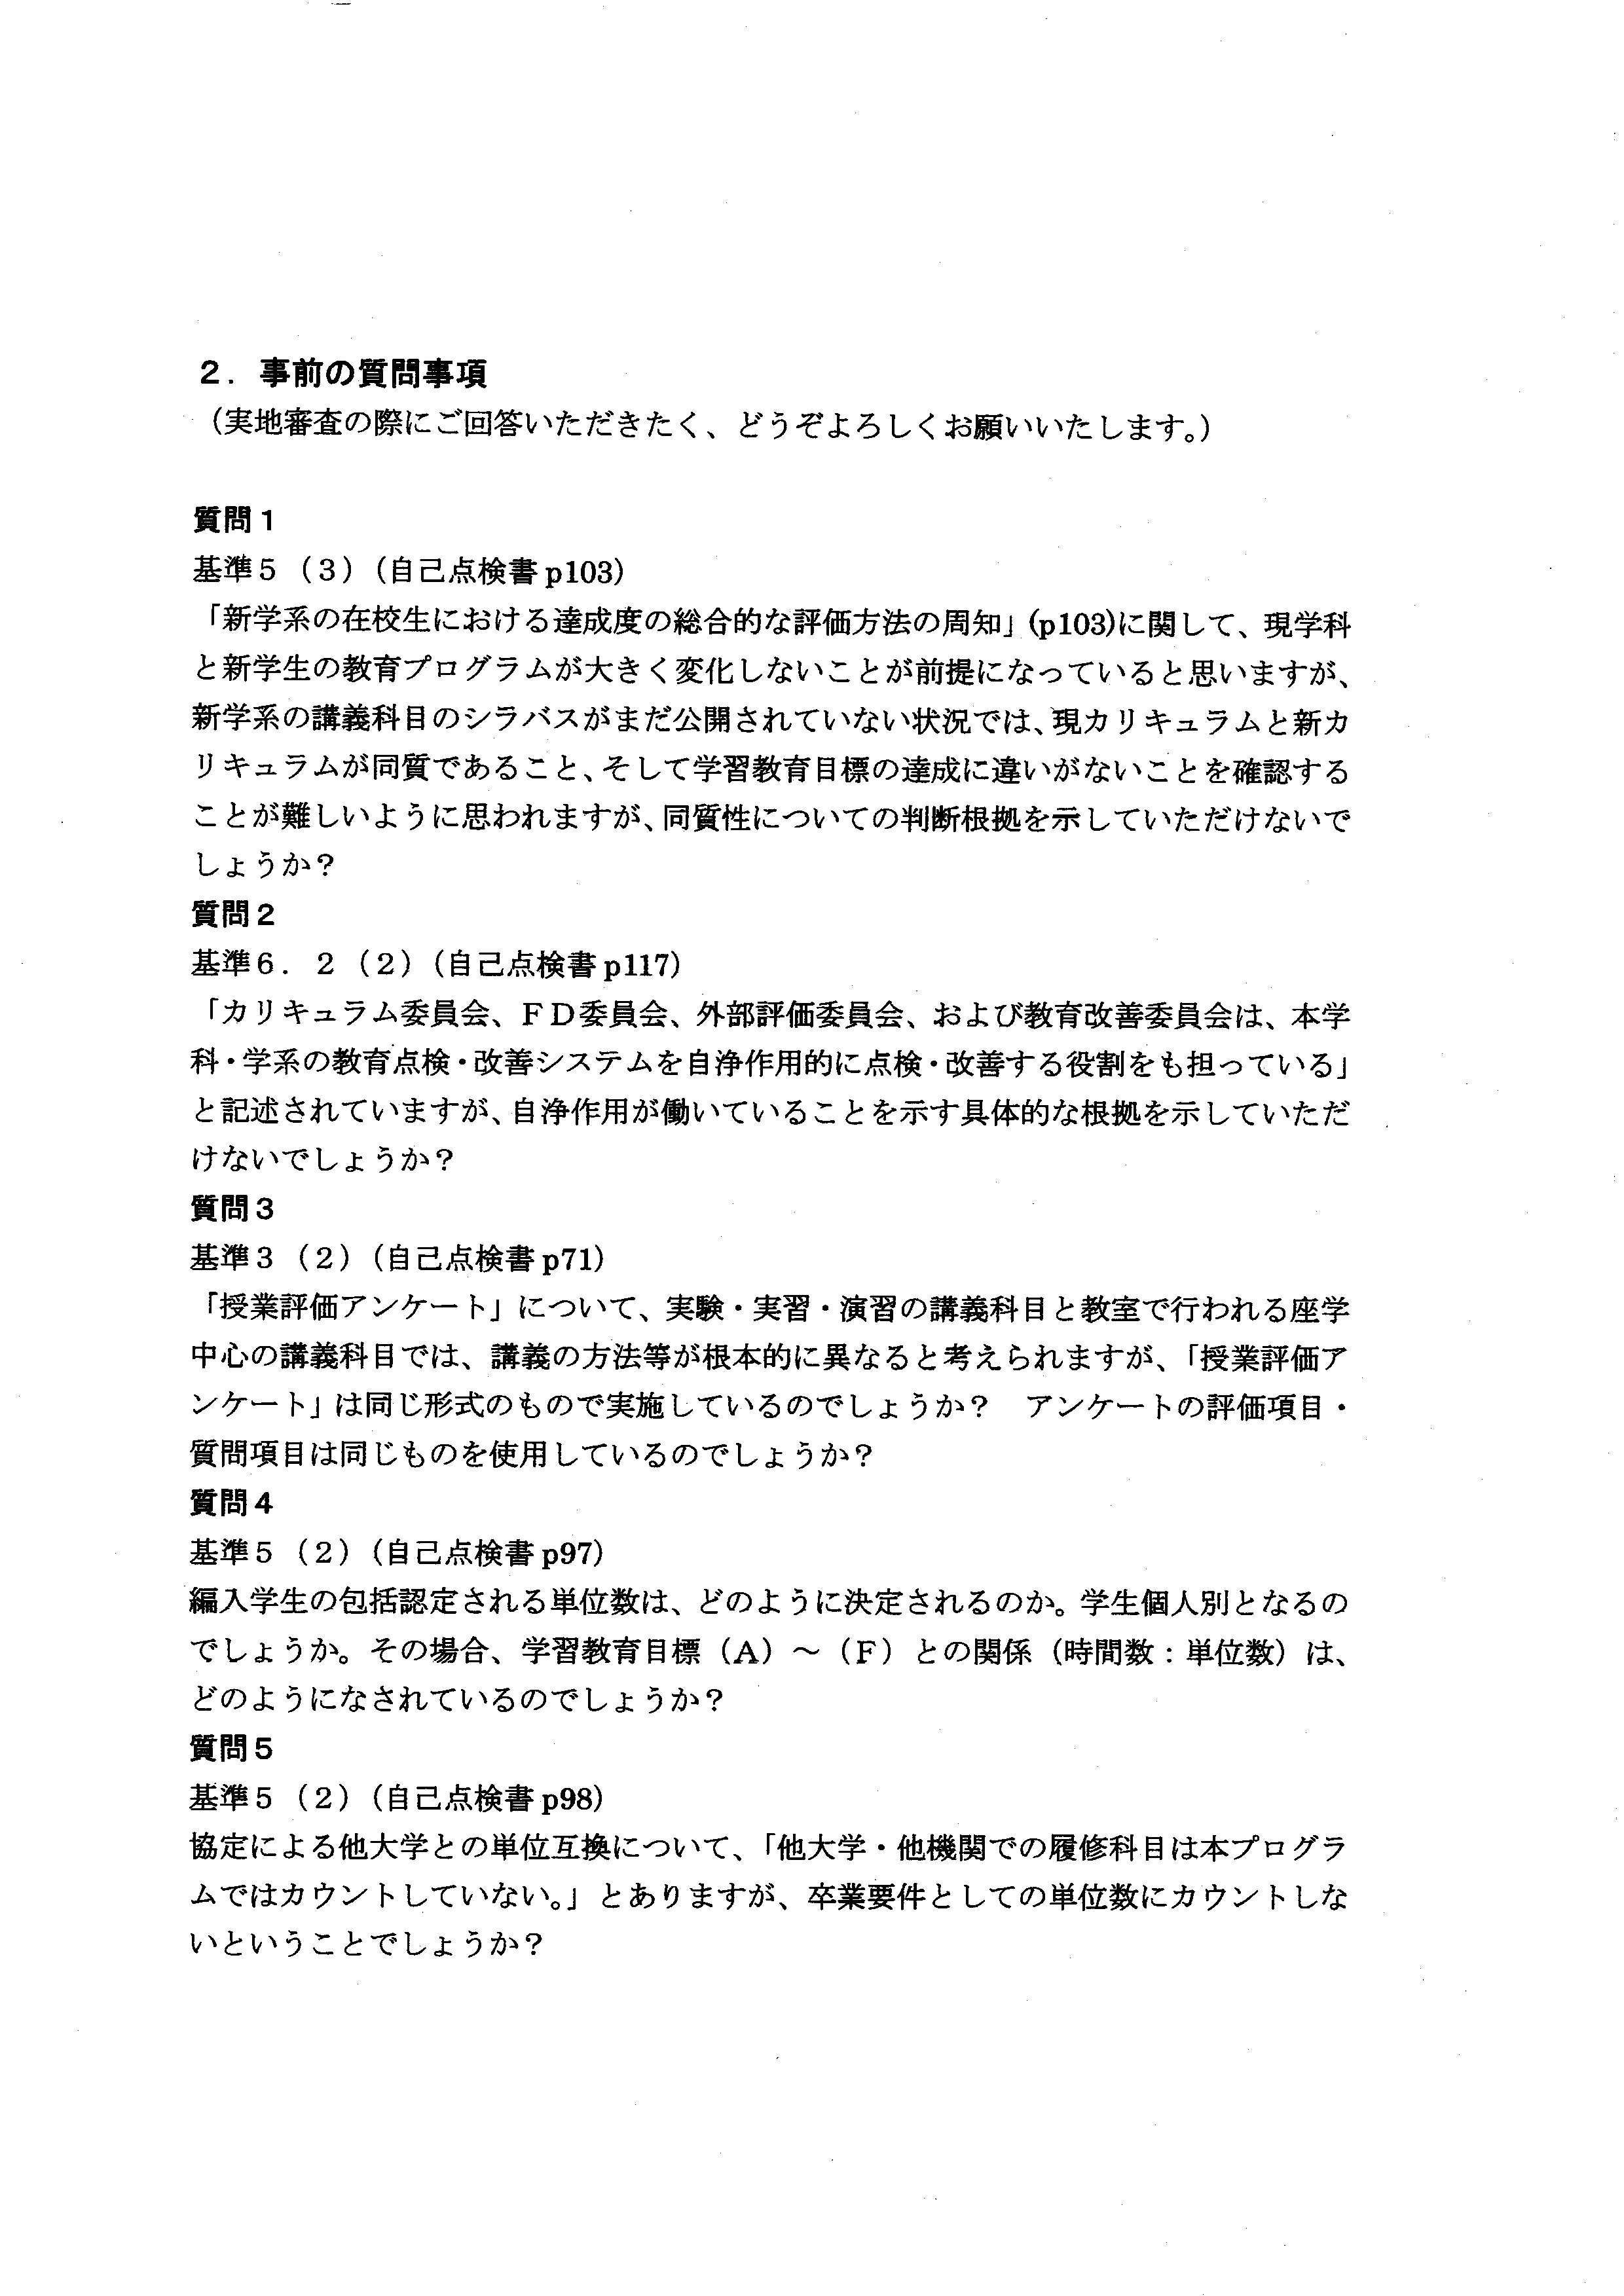 ２．事前の質問事項
（実地審査の際にご回答いただきたく、どうぞよろしくお願いいたします。）
質問１
基準５（３）（自己点検書 p103）
「新学系の在校生における達成度の総合的な評価方法の周知」(p103)に関して、現学科
と新学生の教育プログラムが大きく変化しないことが前提になっていると思いますが、
新学系の講義科目のシラバスがまだ公開されていない状況では、現カリキュラムと新カ
リキュラムが同質であること、そして学習教育目標の達成に違いがないことを確認する
ことが難しいように思われますが、同質性についての判断根拠を示していただけないで
しょうか？
質問２
基準６．２（２）（自己点検書 p117）
「カリキュラム委員会、ＦＤ委員会、外部評価委員会、および教育改善委員会は、本学
科・学系の教育点検・改善システムを自浄作用的に点検・改善する役割をも担っている」
と記述されていますが、自浄作用が働いていることを示す具体的な根拠を示していただ
けないでしょうか？
質問３
基準３（２）（自己点検書 p71）
「授業評価アンケート」について、実験・実習・演習の講義科目と教室で行われる座学
中心の講義科目では、講義の方法等が根本的に異なると考えられますが、「授業評価ア
ンケート」は同じ形式のもので実施しているのでしょうか？　アンケートの評価項目・
質問項目は同じものを使用しているのでしょうか？
質問４
基準５（２）（自己点検書 p97）
編入学生の包括認定される単位数は、どのように決定されるのか。学生個人別となるの
でしょうか。その場合、学習教育目標（Ａ）～（Ｆ）との関係（時間数：単位数）は、
どのようになされているのでしょうか？
質問５
基準５（２）（自己点検書 p98）
協定による他大学との単位互換について、「他大学・他機関での履修科目は本プログラ
ムではカウントしていない。」とありますが、卒業要件としての単位数にカウントしな
いということでしょうか？